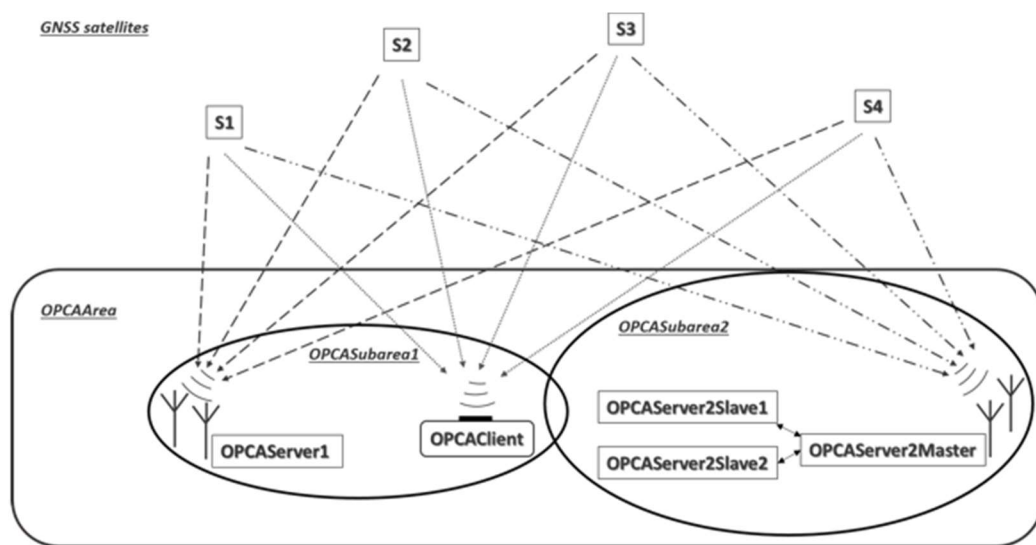 GNSS satellites
S1
S2
S3
S4
OPCAArea
OPCASubarea1
OPCASubarea2
OPCAServer1
OPCAClient
OPCAServer2Slave1
OPCAServer2Slave2
OPCAServer2Master